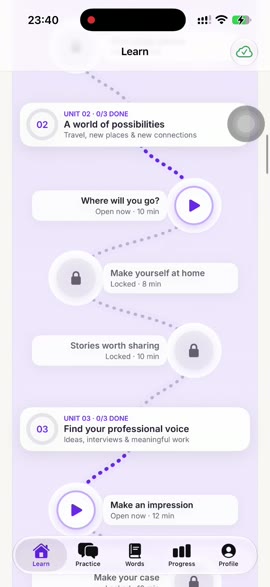 23:40
Learn
UNIT 02 · 0/3 DONE
02
A world of possibilities
Travel, new places & new connections
Where will you go?
Open now · 10 min
Make yourself at home
Locked · 8 min
Stories worth sharing
Locked · 10 min
UNIT 03 · 0/3 DONE
03
Find your professional voice
Ideas, interviews & meaningful work
Make an impression
Open now · 12 min
Learn
Practice
Words
Progress
Profile
Make your case